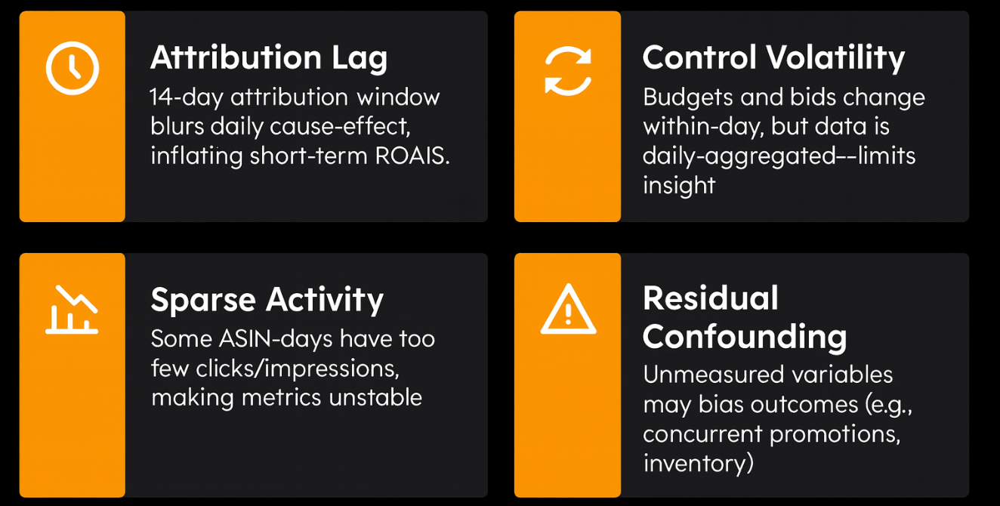 Attribution Lag
14-day attribution window
blurs daily cause-effect,
inflating short-term ROAIS.
Control Volatility
Budgets and bids change
within-day, but data is
daily-aggregated--limits
insight
Sparse Activity
Some ASIN-days have too
few clicks/impressions,
making metrics unstable
Residual
Confounding
Unmeasured variables
may bias outcomes (e.g.,
concurrent promotions,
inventory)